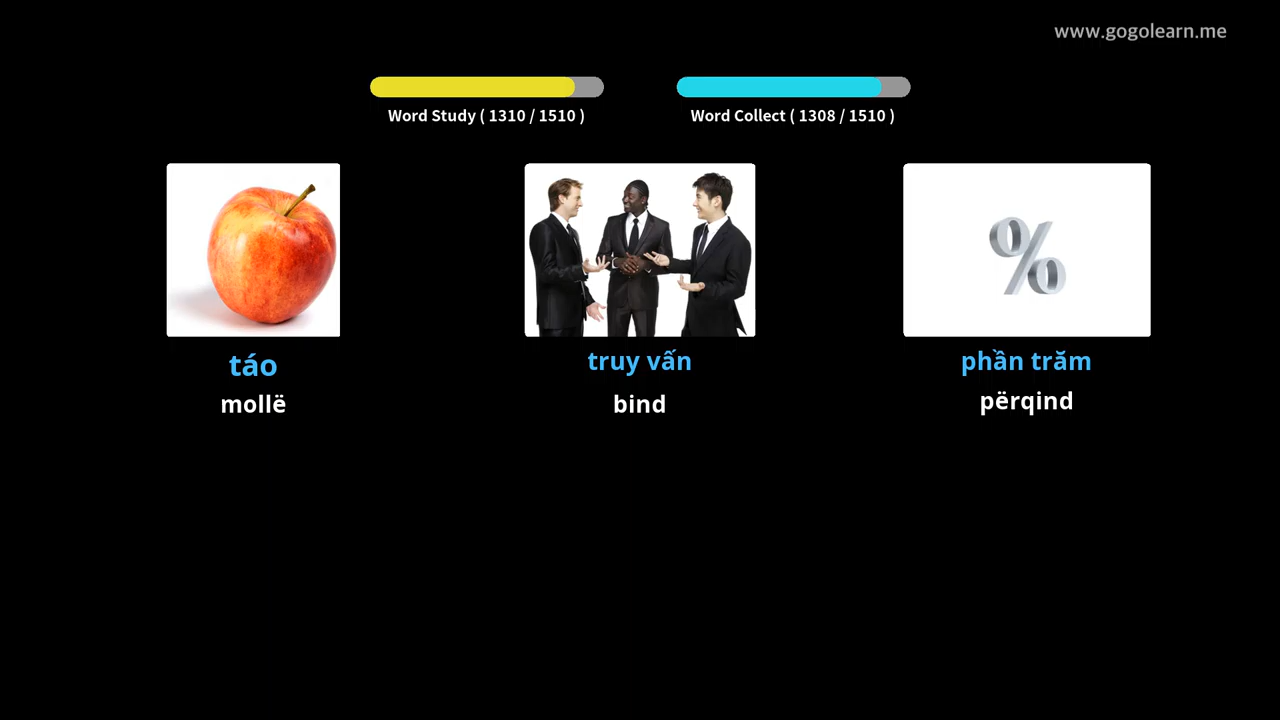 www.gogolearn.me
Word Study ( 1310 / 1510 )
Word Collect ( 1308 / 1510 )
táo
mollë
truy vấn
bind
phần trăm
përqind